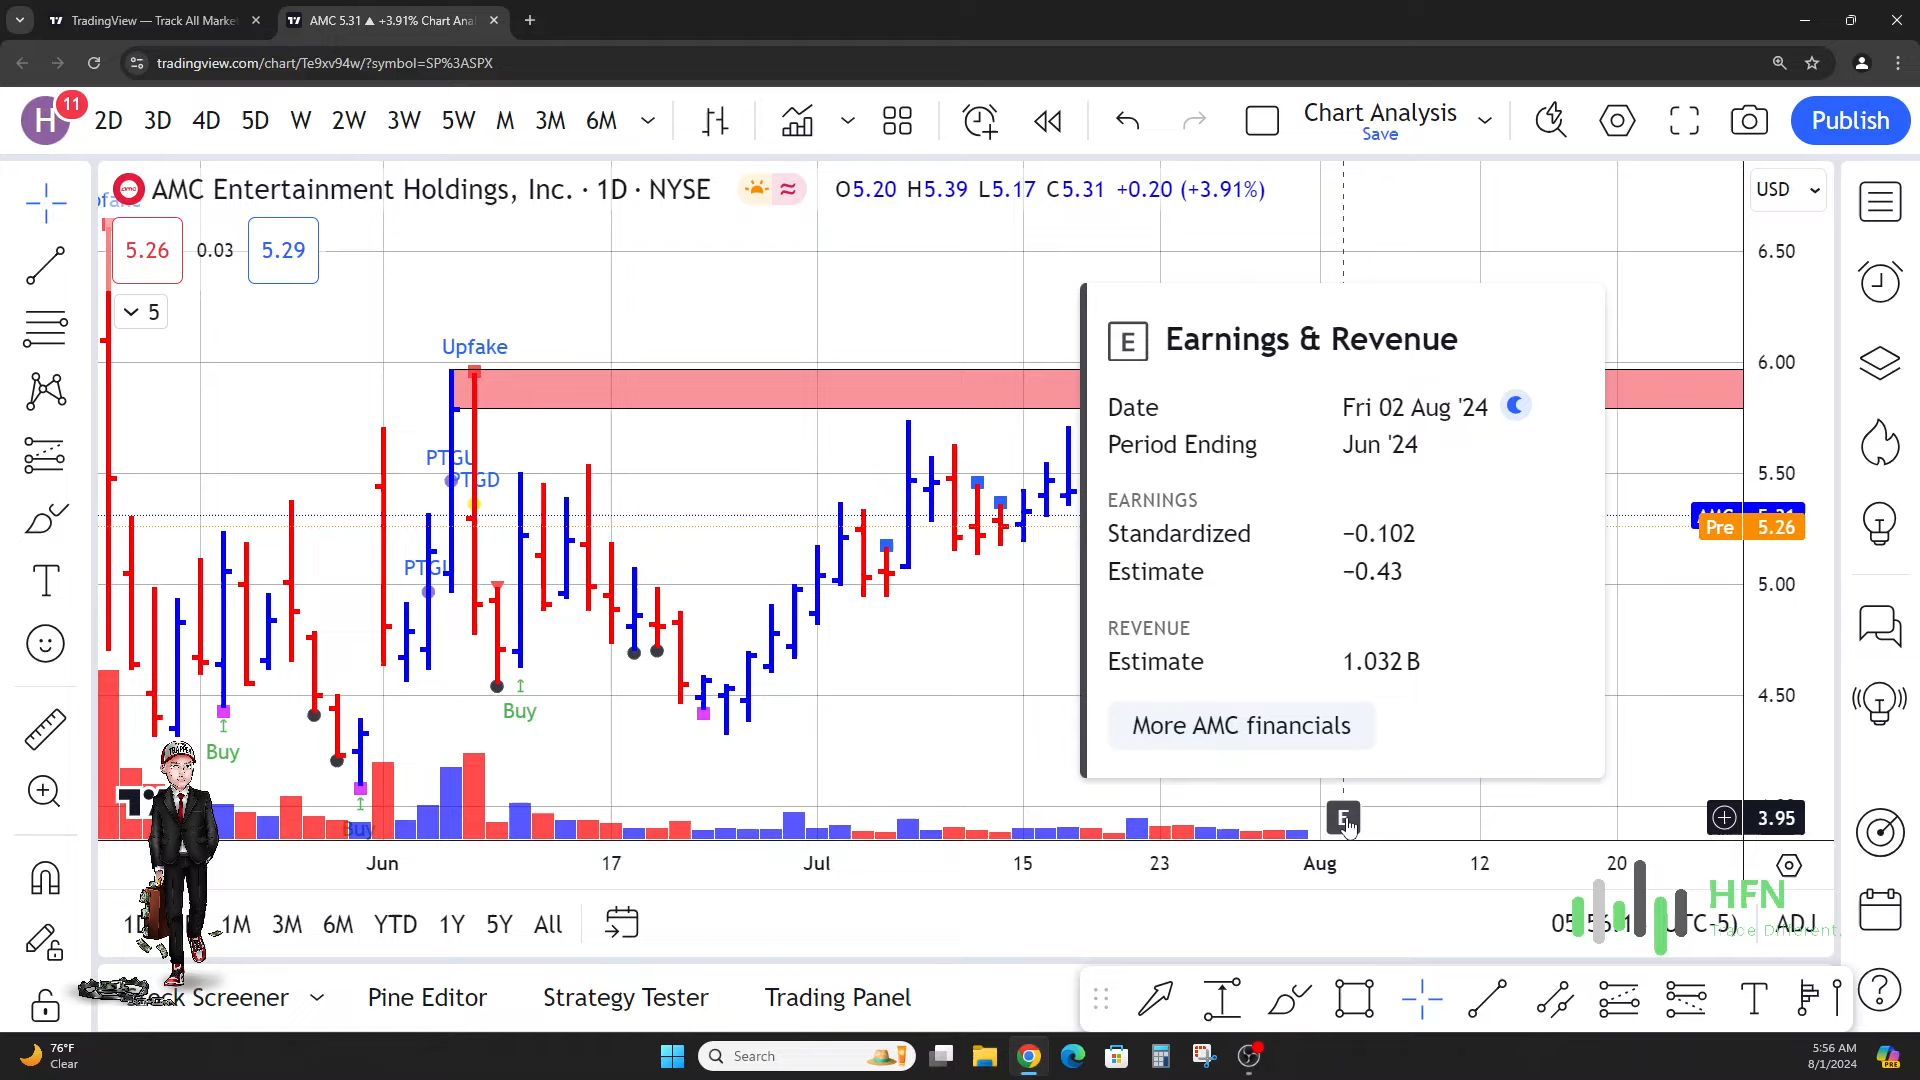 TradingView — Track All Marke
AMC 5.31 ▲ +3.91% Chart Ana
tradingview.com/chart/Te9xv94w/?symbol=SP%3ASPX
H 11 2D 3D 4D 5D W 2W 3W 5W M 3M 6M
Chart Analysis
Save
Publish
AMC Entertainment Holdings, Inc. · 1D · NYSE
O5.20 H5.39 L5.17 C5.31 +0.20 (+3.91%)
USD
5.26 0.03 5.29
5
6.50
6.00
5.50
5.00
4.50
Pre 5.26
3.95
Upfake
PTGD
Buy
Buy
Buy
E Earnings & Revenue
Date Fri 02 Aug '24
Period Ending Jun '24
EARNINGS
Standardized −0.102
Estimate −0.43
REVENUE
Estimate 1.032 B
More AMC financials
E
Jun 17 Jul 15 23 Aug 12 20
1M 3M 6M YTD 1Y 5Y All
ADJ
HFN
Trade Different.
TRAPPER
Screener Pine Editor Strategy Tester Trading Panel
76°F
Clear
Search
5:56 AM
8/1/2024